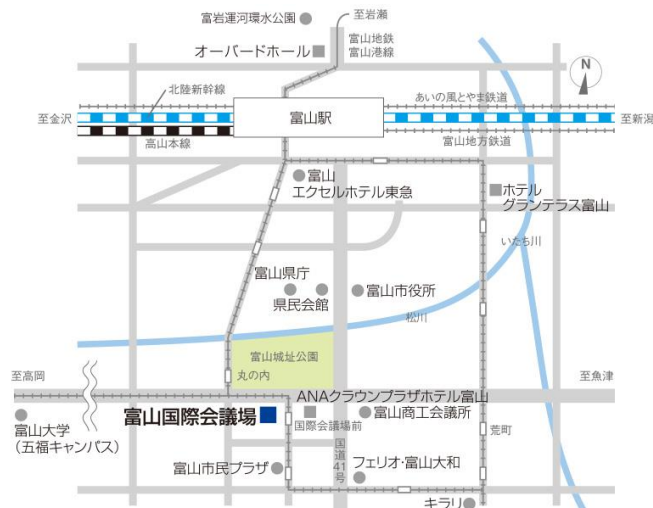 富岩運河環水公園
至岩瀬
オーバードホール
富山地鉄
富山港線
N
北陸新幹線
あいの風とやま鉄道
至金沢
富山駅
至新潟
高山本線
富山地方鉄道
富山
エクセルホテル東急
ホテル
グランテラス富山
いたち川
富山県庁
県民会館
富山市役所
松川
富山城址公園
丸の内
至高岡
至魚津
ANAクラウンプラザホテル富山
富山国際会議場
国際会議場前
富山商工会議所
富山大学
（五福キャンパス）
荒町
国道41号
富山市民プラザ
フェリオ・富山大和
キラリ